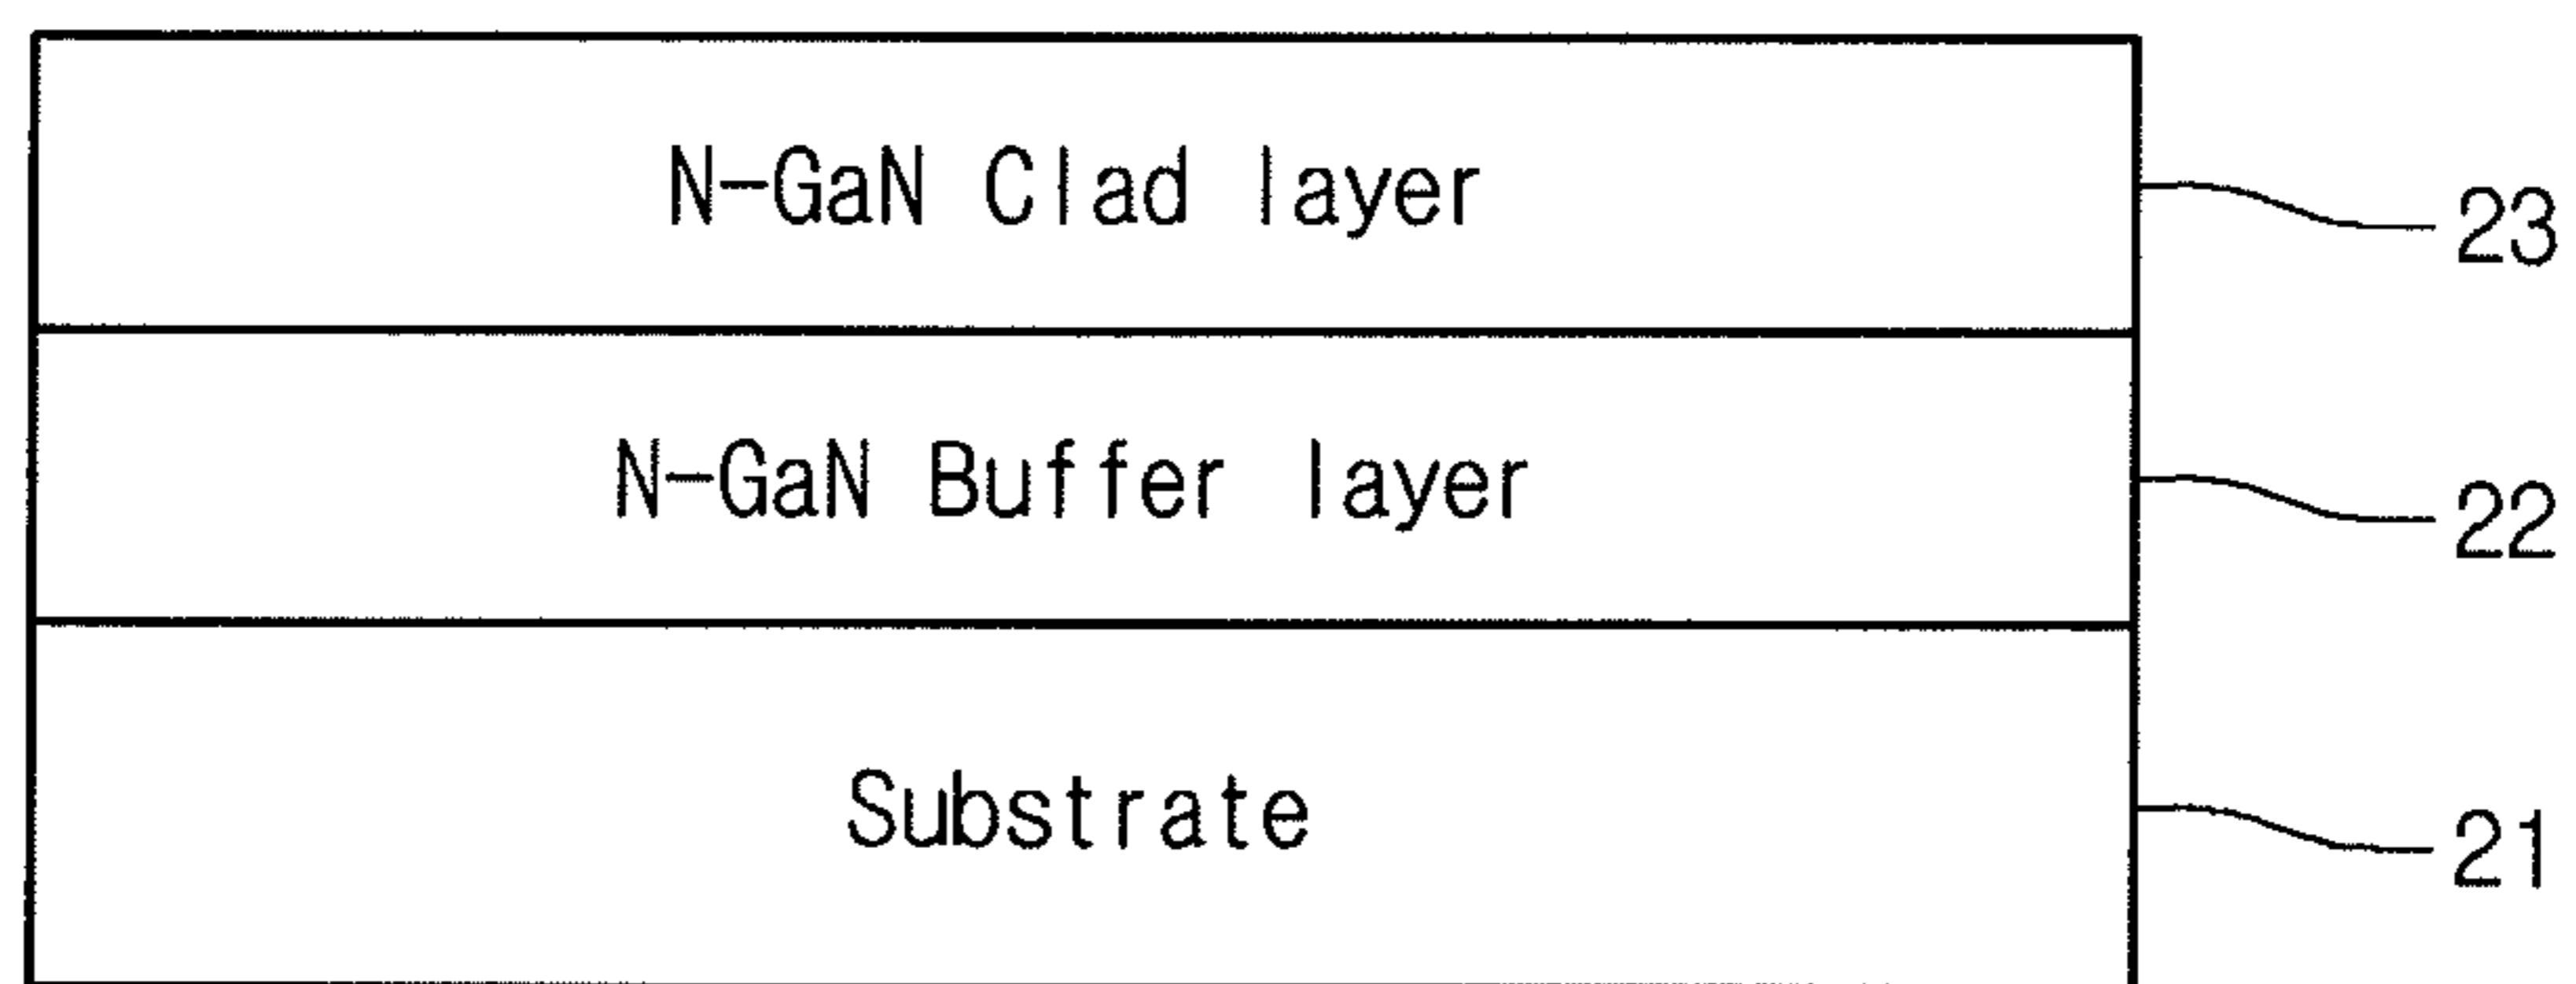 N-GaN Clad layer
23
N-GaN Buffer layer
22
Substrate
21